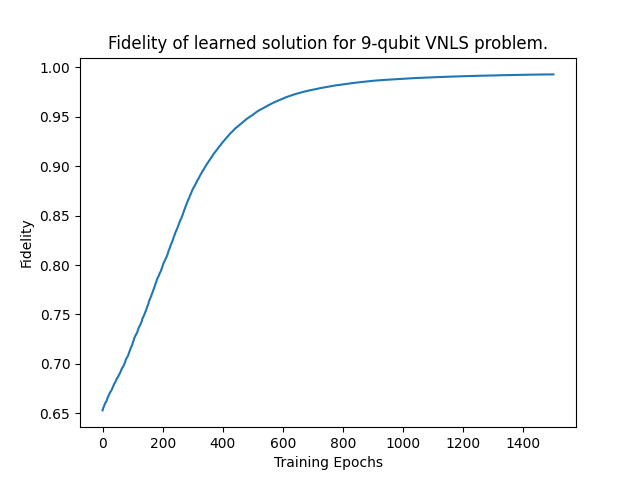 Fidelity of learned solution for 9-qubit VNLS problem.
1.00
0.95
0.90
0.85
0.80
0.75
0.70
0.65
Fidelity
0 200 400 600 800 1000 1200 1400
Training Epochs